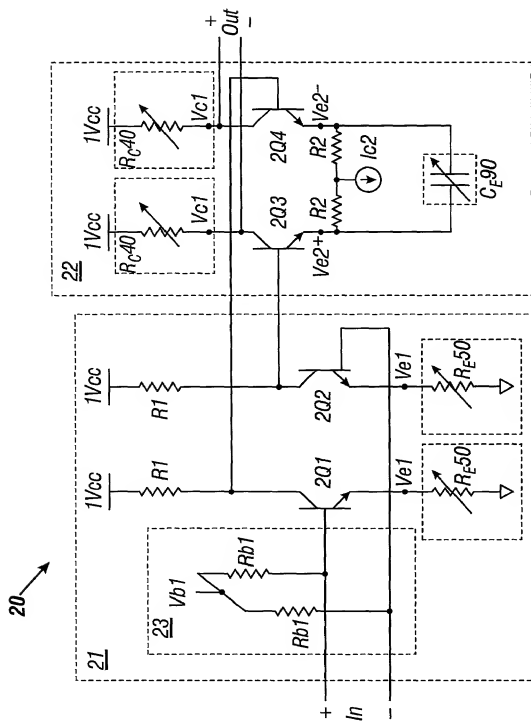 20
21
1Vcc
1Vcc
R1
R1
23
Vb1
Rb1
Rb1
2Q1
2Q2
Ve1
Ve1
RE50
RE50
+
In
–
22
1Vcc
1Vcc
RC40
RC40
Vc1
Vc1
+
Out
–
2Q3
2Q4
Ve2+
Ve2–
R2
R2
Ic2
CE90